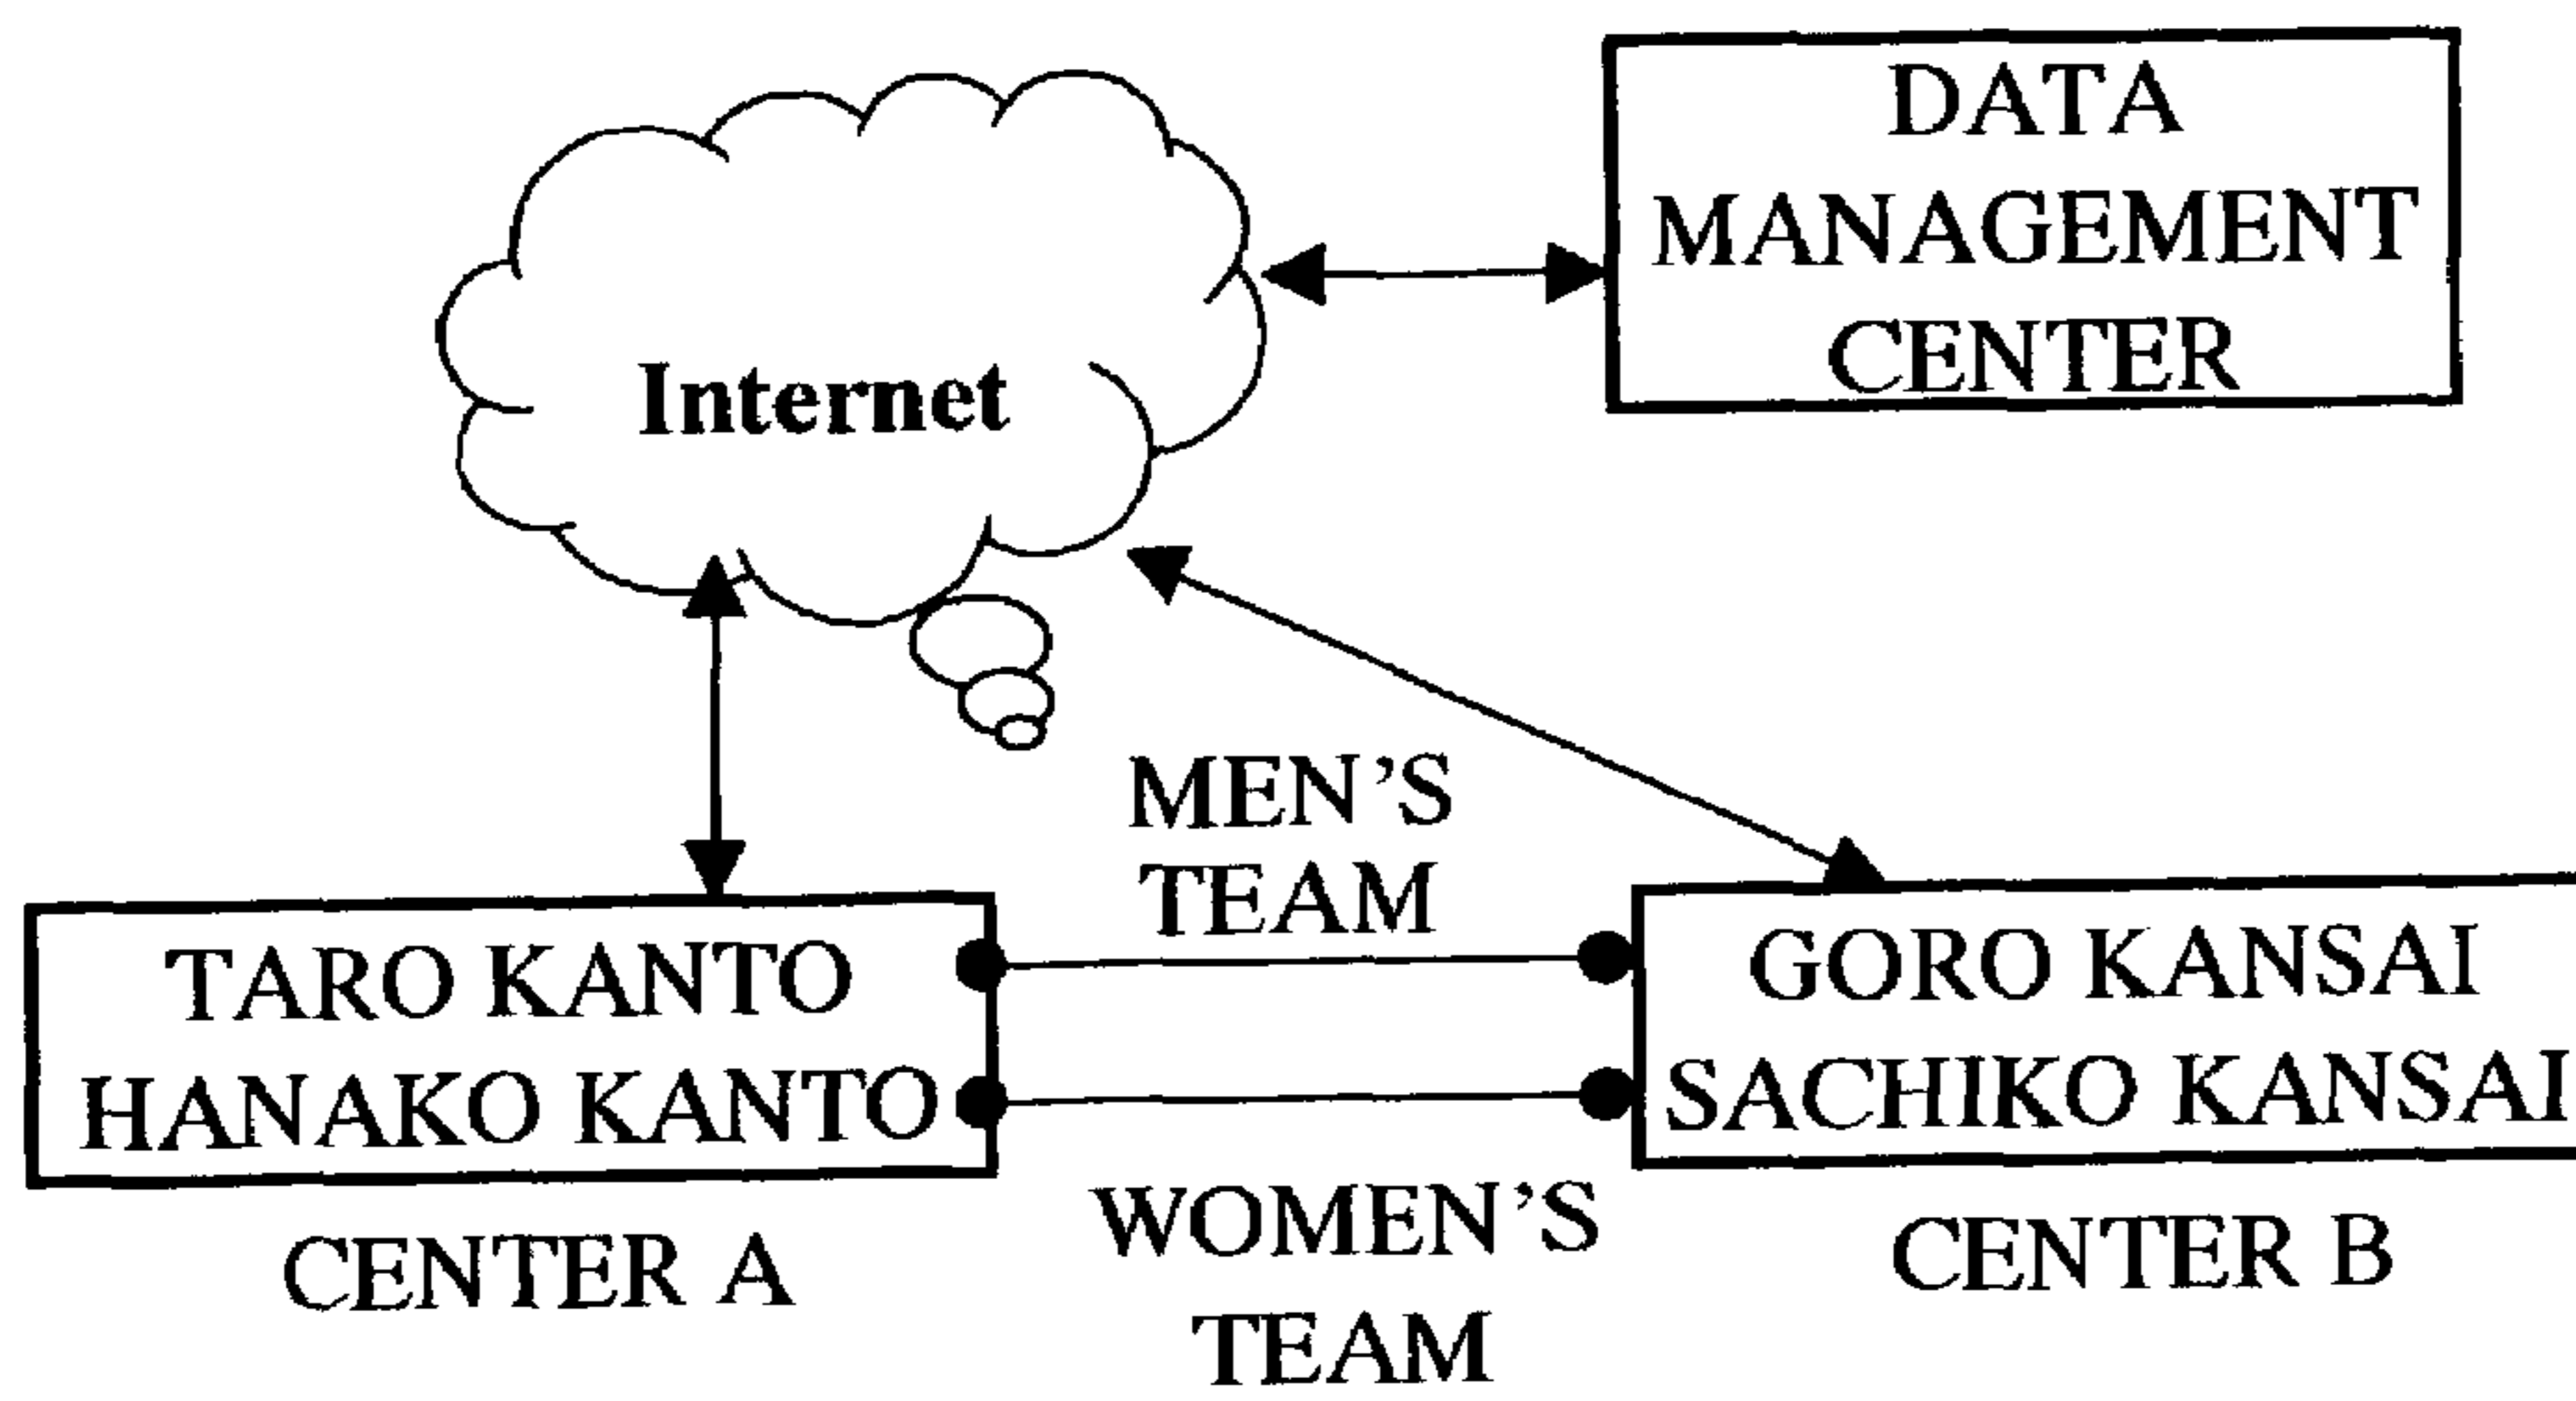 DATA
MANAGEMENT
CENTER
Internet
MEN’S
TEAM
TARO KANTO
HANAKO KANTO
GORO KANSAI
SACHIKO KANSAI
WOMEN’S
TEAM
CENTER A
CENTER B